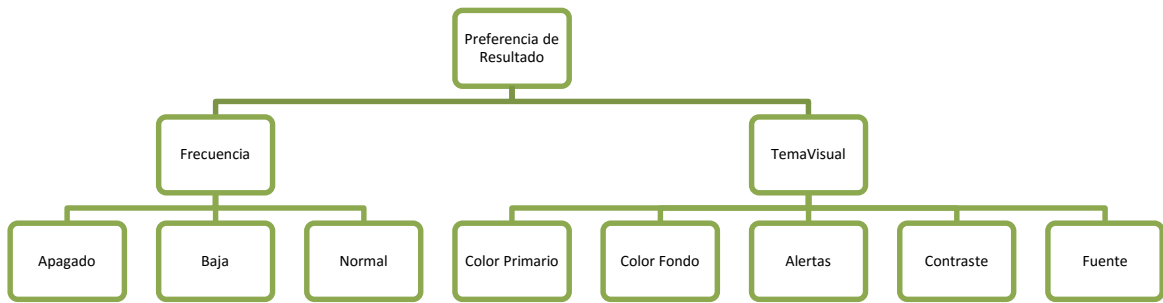 Preferencia de
Resultado
Frecuencia
TemaVisual
Apagado
Baja
Normal
Color Primario
Color Fondo
Alertas
Contraste
Fuente